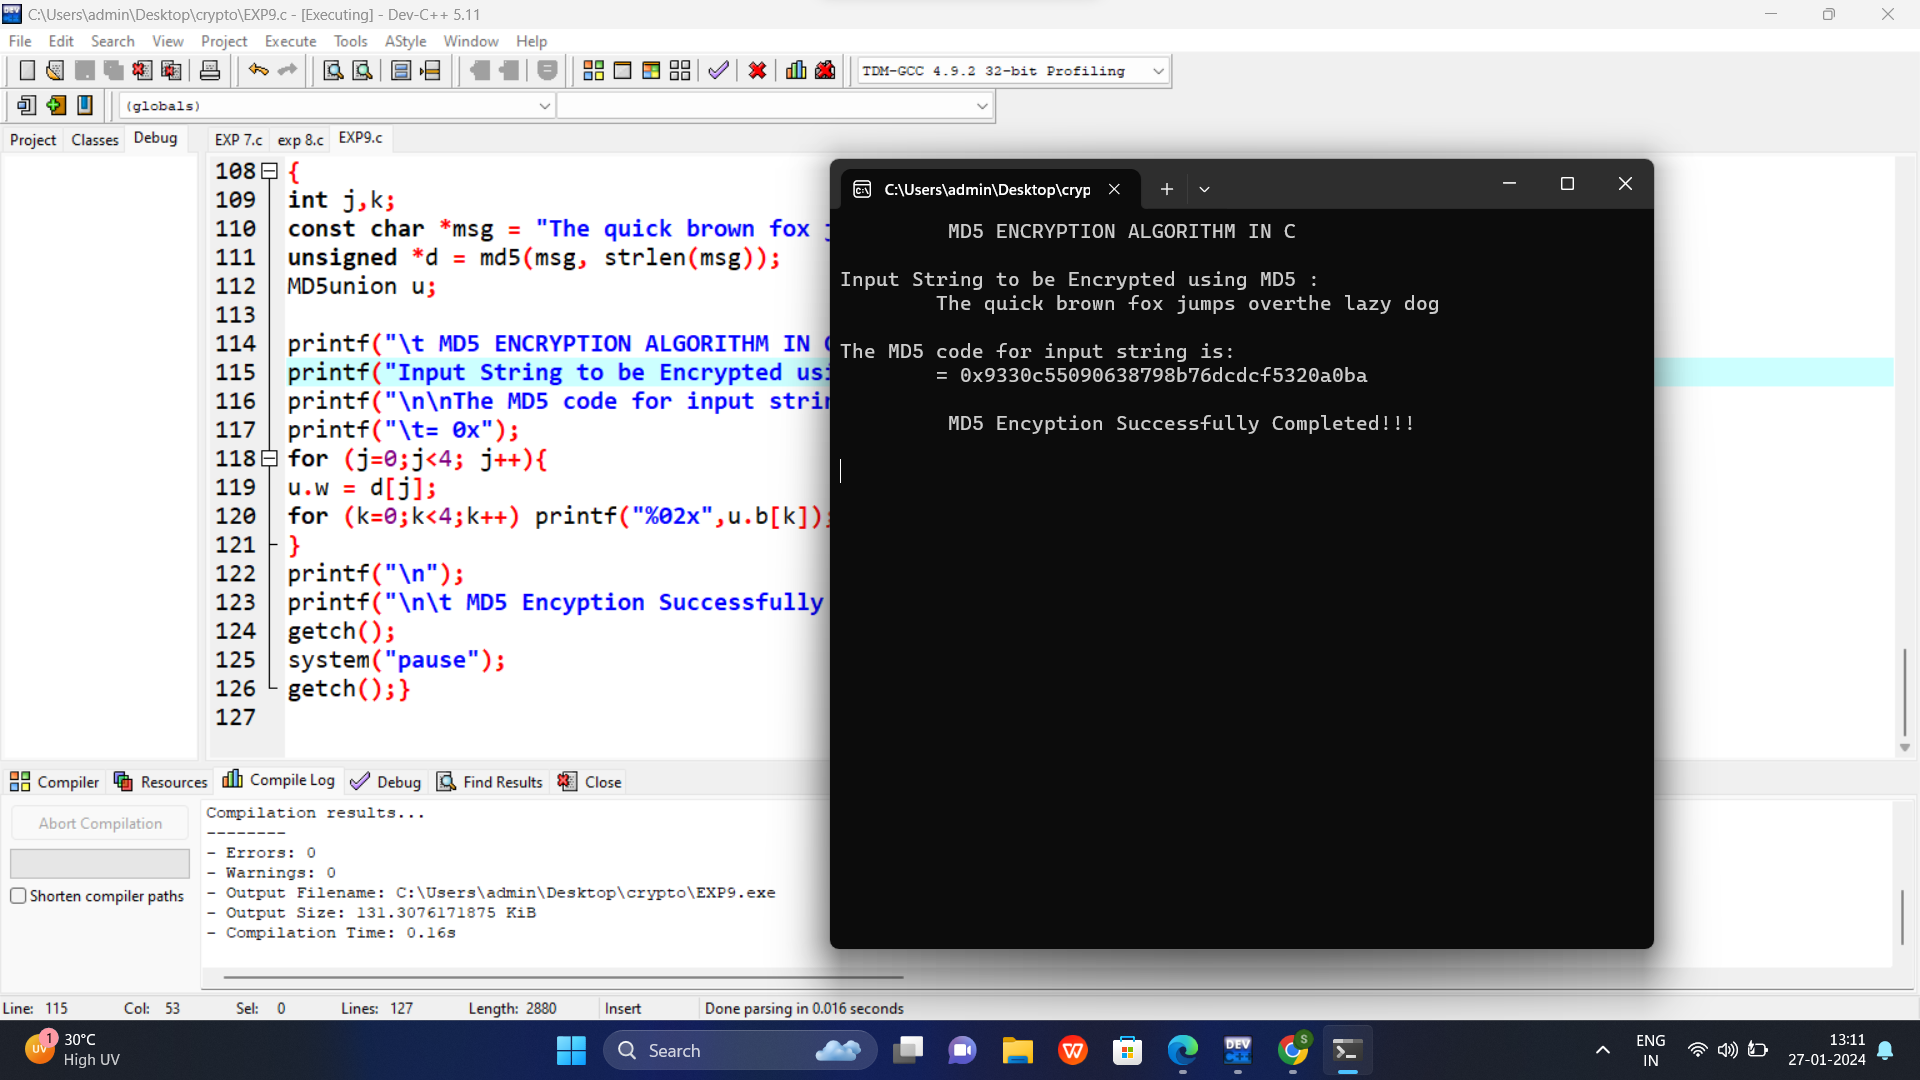 C:\Users\admin\Desktop\crypto\EXP9.c - [Executing] - Dev-C++ 5.11
File Edit Search View Project Execute Tools AStyle Window Help
TDM-GCC 4.9.2 32-bit Profiling
(globals)
Project Classes Debug EXP 7.c exp 8.c EXP9.c
108 {
109 int j,k;
110 const char *msg = "The quick brown fox j
111 unsigned *d = md5(msg, strlen(msg));
112 MD5union u;
113
114 printf("\t MD5 ENCRYPTION ALGORITHM IN C
115 printf("Input String to be Encrypted usi
116 printf("\n\nThe MD5 code for input strin
117 printf("\t= 0x");
118 for (j=0;j<4; j++){
119 u.w = d[j];
120 for (k=0;k<4;k++) printf("%02x",u.b[k]);
121 }
122 printf("\n");
123 printf("\n\t MD5 Encyption Successfully
124 getch();
125 system("pause");
126 getch();}
127
C:\Users\admin\Desktop\cryp
MD5 ENCRYPTION ALGORITHM IN C
Input String to be Encrypted using MD5 :
The quick brown fox jumps overthe lazy dog
The MD5 code for input string is:
= 0x9330c55090638798b76dcdcf5320a0ba
MD5 Encyption Successfully Completed!!!
Compiler Resources Compile Log Debug Find Results Close
Abort Compilation
Shorten compiler paths
Compilation results...
--------
- Errors: 0
- Warnings: 0
- Output Filename: C:\Users\admin\Desktop\crypto\EXP9.exe
- Output Size: 131.3076171875 KiB
- Compilation Time: 0.16s
Line: 115 Col: 53 Sel: 0 Lines: 127 Length: 2880 Insert Done parsing in 0.016 seconds
UV 1
30°C
High UV
Search
DEV
S
ENG
IN
13:11
27-01-2024